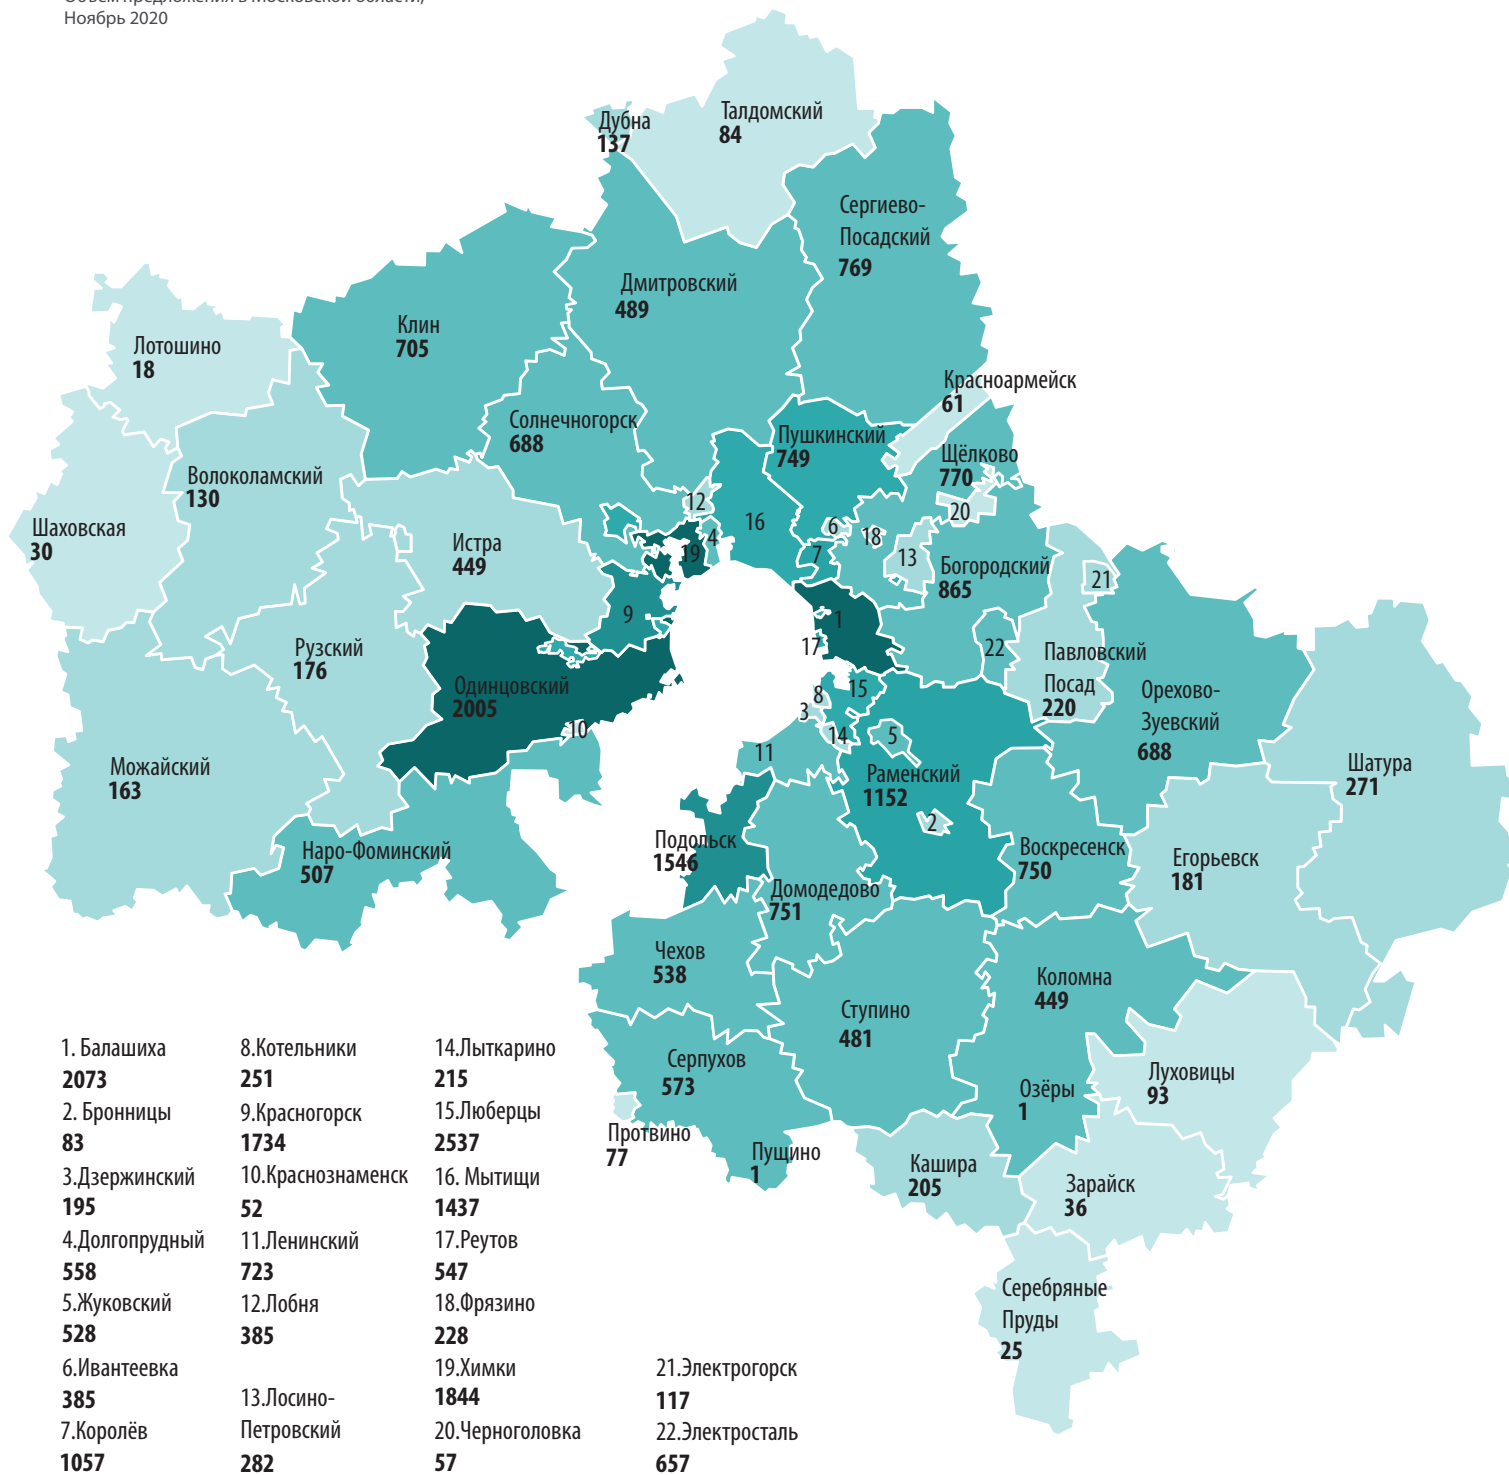 Объем предложения в Московской области,
Ноябрь 2020
Дубна
137
Талдомский
84
Сергиево-
Посадский
769
Дмитровский
489
Клин
705
Лотошино
18
Солнечногорск
688
Красноармейск
61
Пушкинский
749
Щёлково
770
Волоколамский
130
Шаховская
30
Истра
449
12
16
4
19
6
18
7
13
20
Богородский
865
21
9
1
17
22
Рузский
176
Одинцовский
2005
10
Павловский
Посад
220
Орехово-
Зуевский
688
Шатура
271
Можайский
163
15
8
3
14
5
11
Раменский
1152
2
Наро-Фоминский
507
Подольск
1546
Домодедово
751
Воскресенск
750
Егорьевск
181
Чехов
538
Ступино
481
Коломна
449
Серпухов
573
Озёры
1
Луховицы
93
Протвино
77
Пущино
1
Кашира
205
Зарайск
36
Серебряные
Пруды
25
1. Балашиха
2073
2. Бронницы
83
3.Дзержинский
195
4.Долгопрудный
558
5.Жуковский
528
6.Ивантеевка
385
7.Королёв
1057
8.Котельники
251
9.Красногорск
1734
10.Краснознаменск
52
11.Ленинский
723
12.Лобня
385
13.Лосино-
Петровский
282
14.Лыткарино
215
15.Люберцы
2537
16. Мытищи
1437
17.Реутов
547
18.Фрязино
228
19.Химки
1844
20.Черноголовка
57
21.Электрогорск
117
22.Электросталь
657